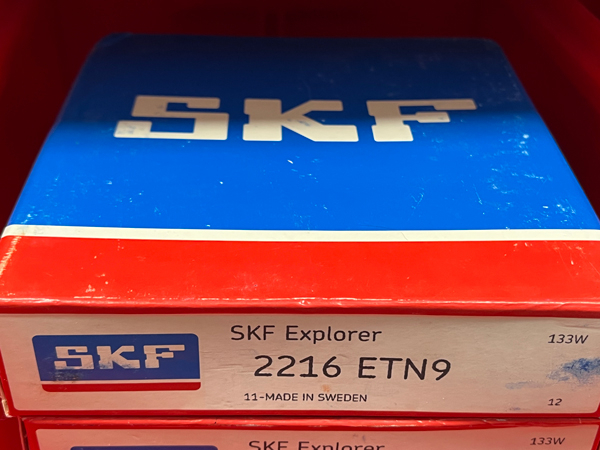 SKF
SKF Explorer
133W
SKF
2216 ETN9
11-MADE IN SWEDEN
12
SKF Explorer
133W